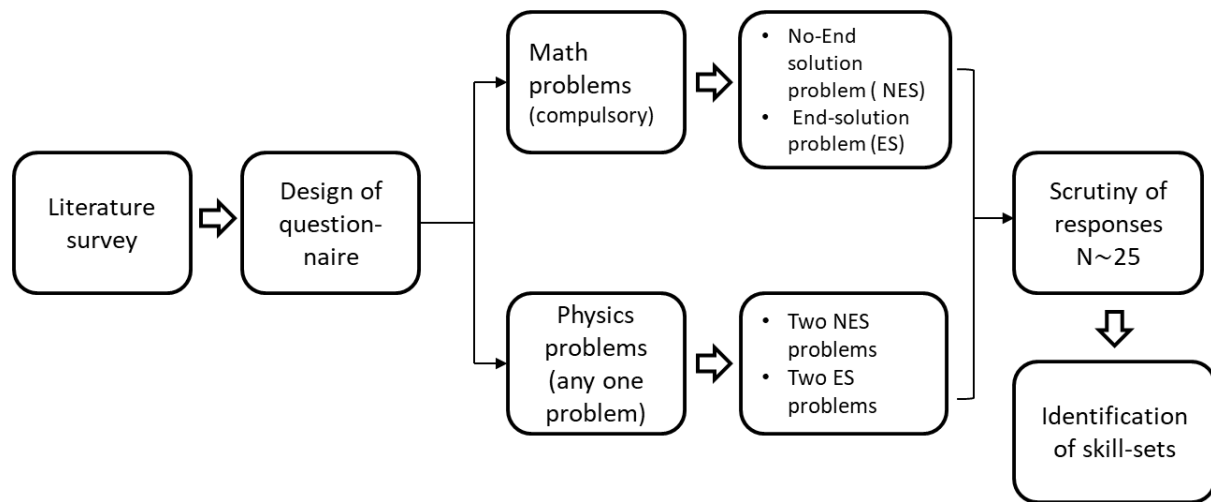 Literature
survey
Design of
question-
naire
Math
problems
(compulsory)
• No-End
solution
problem ( NES)
• End-solution
problem (ES)
Physics
problems
(any one
problem)
• Two NES
problems
• Two ES
problems
Scrutiny of
responses
N~25
Identification
of skill-sets